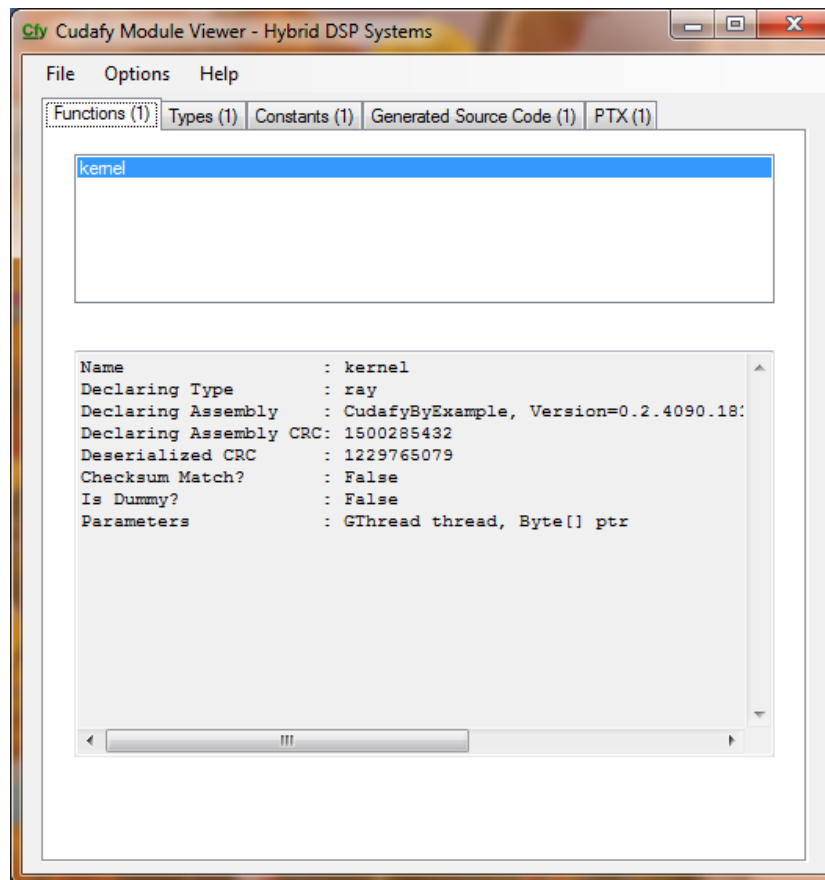 Cfy Cudafy Module Viewer - Hybrid DSP Systems
File Options Help
Functions (1) Types (1) Constants (1) Generated Source Code (1) PTX (1)
kernel
Name : kernel
Declaring Type : ray
Declaring Assembly : CudafyByExample, Version=0.2.4090.181
Declaring Assembly CRC: 1500285432
Deserialized CRC : 1229765079
Checksum Match? : False
Is Dummy? : False
Parameters : GThread thread, Byte[] ptr